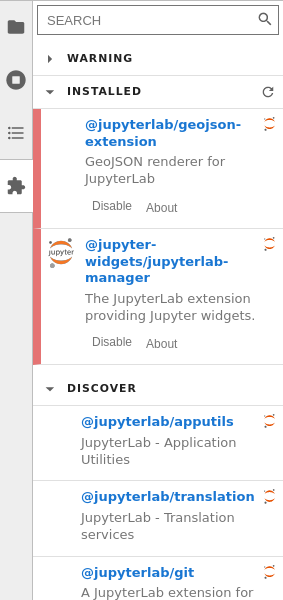 SEARCH
WARNING
INSTALLED
@jupyterlab/geojson-
extension
GeoJSON renderer for
JupyterLab
Disable About
jupyter
@jupyter-
widgets/jupyterlab-
manager
The JupyterLab extension
providing Jupyter widgets.
Disable About
DISCOVER
@jupyterlab/apputils
JupyterLab - Application
Utilities
@jupyterlab/translation
JupyterLab - Translation
services
@jupyterlab/git
A JupyterLab extension for